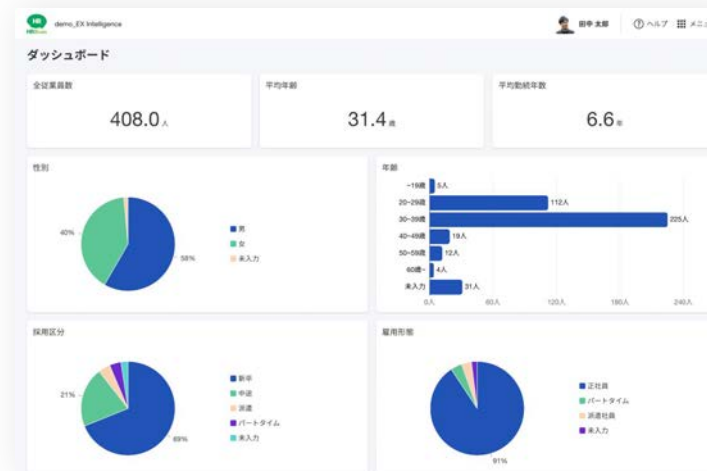 HR
HRBrain
demo_EX Intelligence
田中 太郎
ヘルプ
メニュ
ダッシュボード
全従業員数
408.0 人
平均年齢
31.4 歳
平均勤続年数
6.6 年
性別
40%
58%
男
女
未入力
年齢
~19歳 5人
20~29歳 112人
30~39歳 225人
40~49歳 19人
50~59歳 12人
60歳~ 4人
未入力 31人
0人 60人 120人 180人 240人
採用区分
21%
69%
新卒
中途
派遣
パートタイム
未入力
雇用形態
91%
正社員
パートタイム
派遣社員
未入力